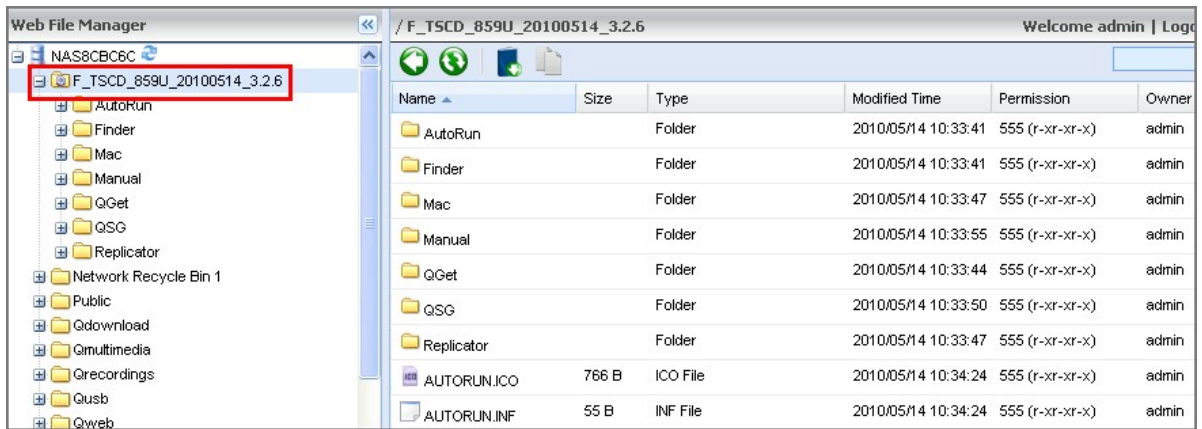 Web File Manager
/ F_TSCD_859U_20100514_3.2.6 Welcome admin | Logo
NAS8CBC6C
F_TSCD_859U_20100514_3.2.6
AutoRun
Finder
Mac
Manual
QGet
QSG
Replicator
Network Recycle Bin 1
Public
Qdownload
Qmultimedia
Qrecordings
Qusb
Qweb
Name Size Type Modified Time Permission Owner
AutoRun Folder 2010/05/14 10:33:41 555 (r-xr-xr-x) admin
Finder Folder 2010/05/14 10:33:41 555 (r-xr-xr-x) admin
Mac Folder 2010/05/14 10:33:47 555 (r-xr-xr-x) admin
Manual Folder 2010/05/14 10:33:55 555 (r-xr-xr-x) admin
QGet Folder 2010/05/14 10:33:44 555 (r-xr-xr-x) admin
QSG Folder 2010/05/14 10:33:50 555 (r-xr-xr-x) admin
Replicator Folder 2010/05/14 10:33:47 555 (r-xr-xr-x) admin
AUTORUN.ICO 766 B ICO File 2010/05/14 10:34:24 555 (r-xr-xr-x) admin
AUTORUN.INF 55 B INF File 2010/05/14 10:34:24 555 (r-xr-xr-x) admin